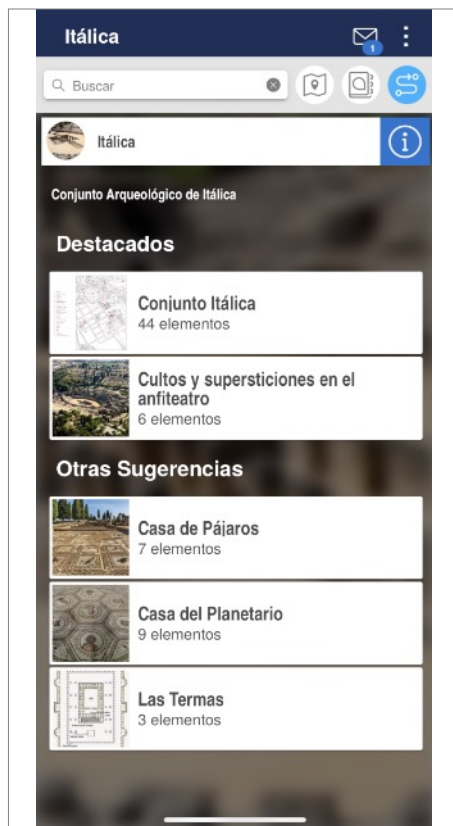 Itálica
1
Buscar
Itálica
i
Conjunto Arqueológico de Itálica
Destacados
Conjunto Itálica
44 elementos
Cultos y supersticiones en el
anfiteatro
6 elementos
Otras Sugerencias
Casa de Pájaros
7 elementos
Casa del Planetario
9 elementos
Las Termas
3 elementos